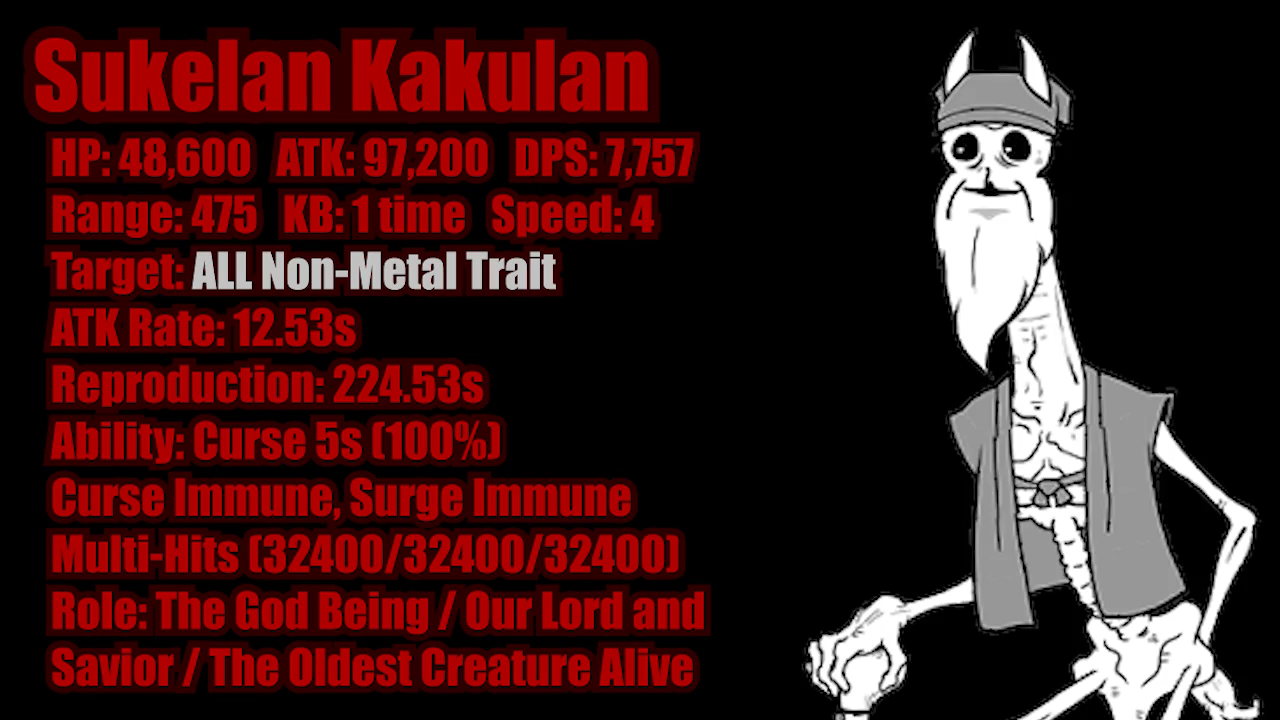 Sukelan Kakulan
HP: 48,600 ATK: 97,200 DPS: 7,757
Range: 475 KB: 1 time Speed: 4
Target: ALL Non-Metal Trait
ATK Rate: 12.53s
Reproduction: 224.53s
Ability: Curse 5s (100%)
Curse Immune, Surge Immune
Multi-Hits (32400/32400/32400)
Role: The God Being / Our Lord and
Savior / The Oldest Creature Alive